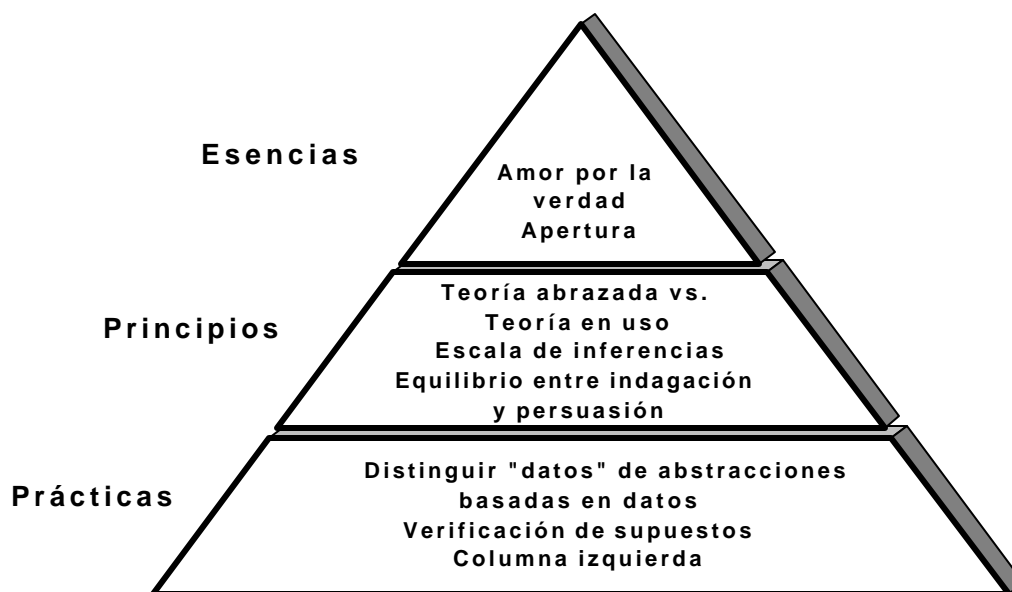 Esencias
Amor por la
verdad
Apertura
Principios
Teoría abrazada vs.
Teoría en uso
Escala de inferencias
Equilibrio entre indagación
y persuasión
Prácticas
Distinguir "datos" de abstracciones
basadas en datos
Verificación de supuestos
Columna izquierda